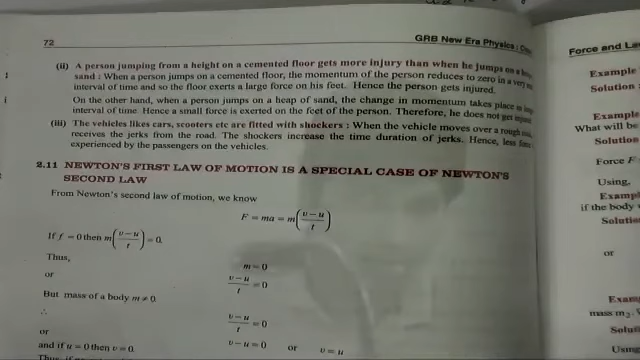 72
GRB New Era Physics : Class
(ii) A person jumping from a height on a cemented floor gets more injury than when he jumps on a heap
sand : When a person jumps on a cemented floor, the momentum of the person reduces to zero in a very
interval of time and so the floor exerts a large force on his feet. Hence the person gets injured.
On the other hand, when a person jumps on a heap of sand, the change in momentum takes place in
interval of time. Hence a small force is exerted on the feet of the person. Therefore, he does not get injured.
(iii) The vehicles like cars, scooters etc are fitted with shockers : When the vehicle moves over a rough
receives the jerks from the road. The shockers increase the time duration of jerks. Hence, less force
experienced by the passengers on the vehicles.
2.11 NEWTON'S FIRST LAW OF MOTION IS A SPECIAL CASE OF NEWTON'S
SECOND LAW
From Newton's second law of motion, we know
F = ma = m((v−u)/t)
If f = 0 then m((v−u)/t) = 0.
Thus,
m = 0
or (v−u)/t = 0
But mass of a body m ≠ 0.
∴ (v−u)/t = 0
or v − u = 0 or v = u
and if u = 0 then v = 0.
Force and La
Example
Solution :
Example
What will be
Solution
Force F
Using,
Exampl
if the body
Solutio
or
Exam
mass m₂.
Soluti
Using